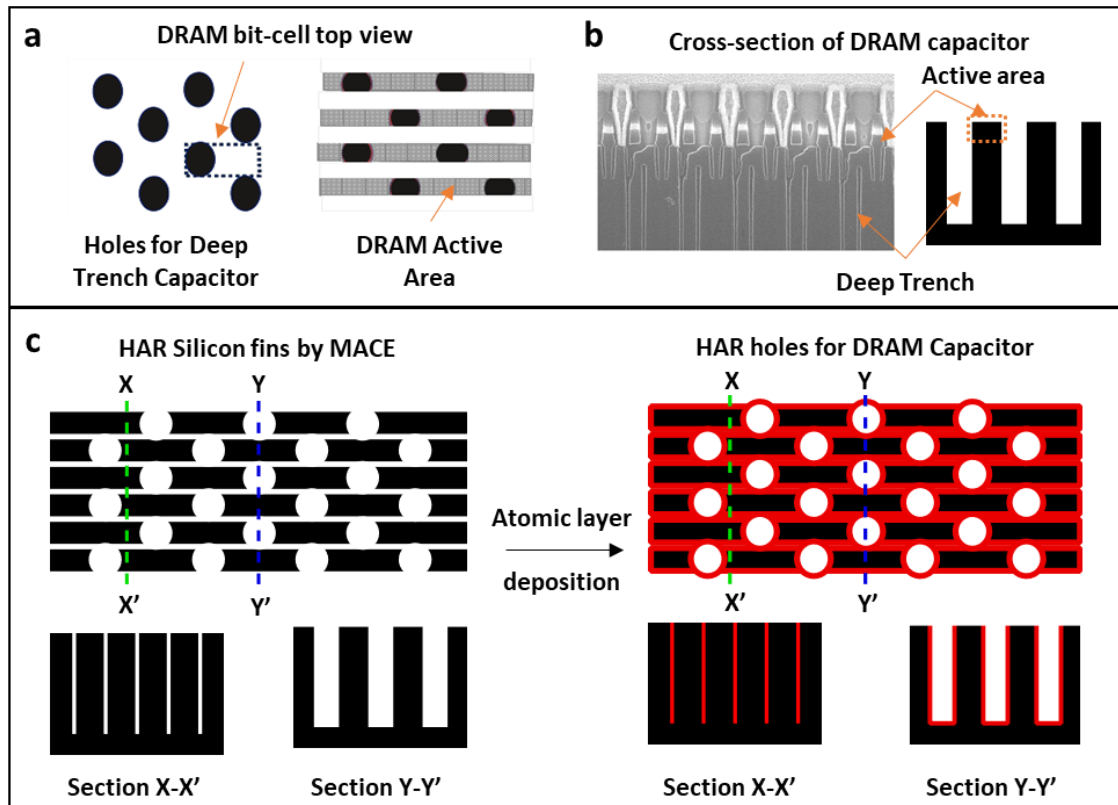 a
DRAM bit-cell top view
Holes for Deep
Trench Capacitor
DRAM Active
Area
b
Cross-section of DRAM capacitor
Active area
Deep Trench
c
HAR Silicon fins by MACE
X
Y
X’
Y’
Section X-X’
Section Y-Y’
Atomic layer
deposition
HAR holes for DRAM Capacitor
X
Y
X’
Y’
Section X-X’
Section Y-Y’